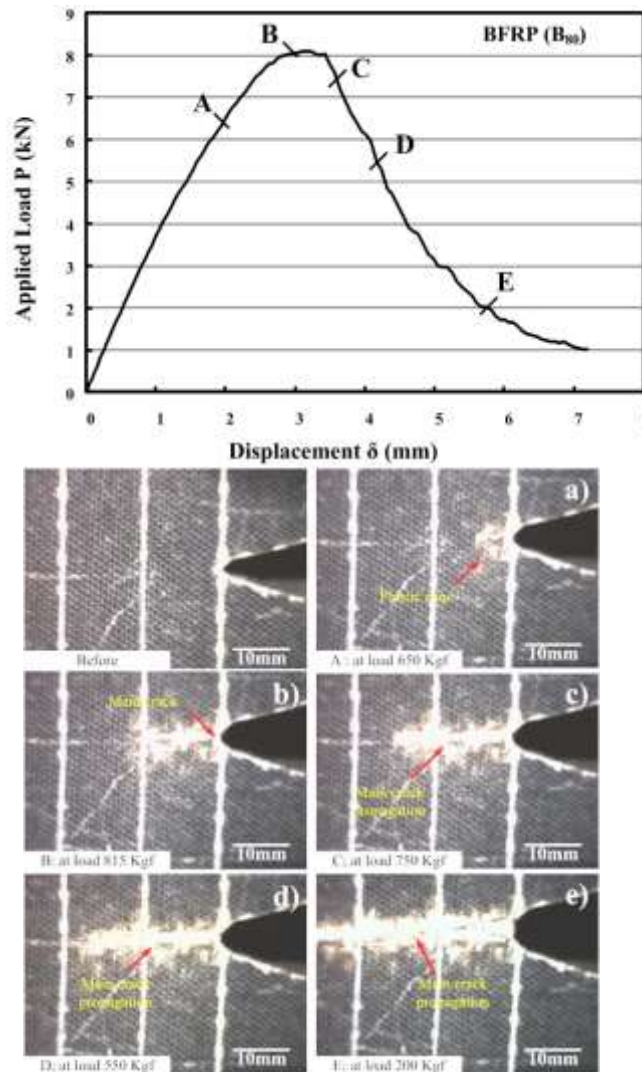 BFRP (B80)
Applied Load P (kN)
9
8
7
6
5
4
3
2
1
0
A
B
C
D
E
0 1 2 3 4 5 6 7
Displacement δ (mm)
Before
10mm
a)
Plastic zone
A : at load 650 Kgf
10mm
b)
Main crack
B: at load 815 Kgf
10mm
c)
Main crack
propagation
C: at load 750 Kgf
10mm
d)
Main crack
propagation
D: at load 550 Kgf
10mm
e)
Main crack
propagation
E: at load 200 Kgf
10mm